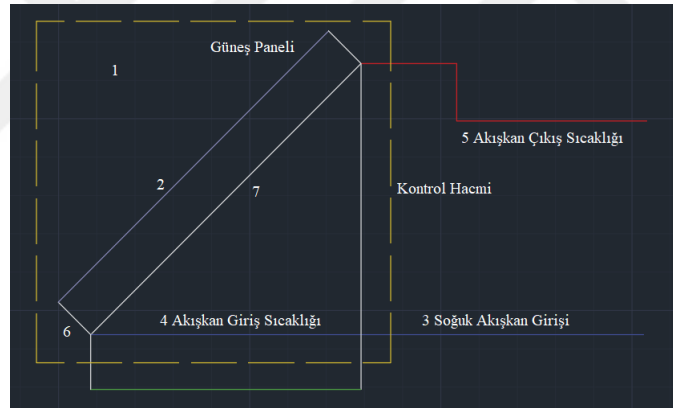 Güneş Paneli
1
5 Akışkan Çıkış Sıcaklığı
2
7
Kontrol Hacmi
4 Akışkan Giriş Sıcaklığı
3 Soğuk Akışkan Girişi
6